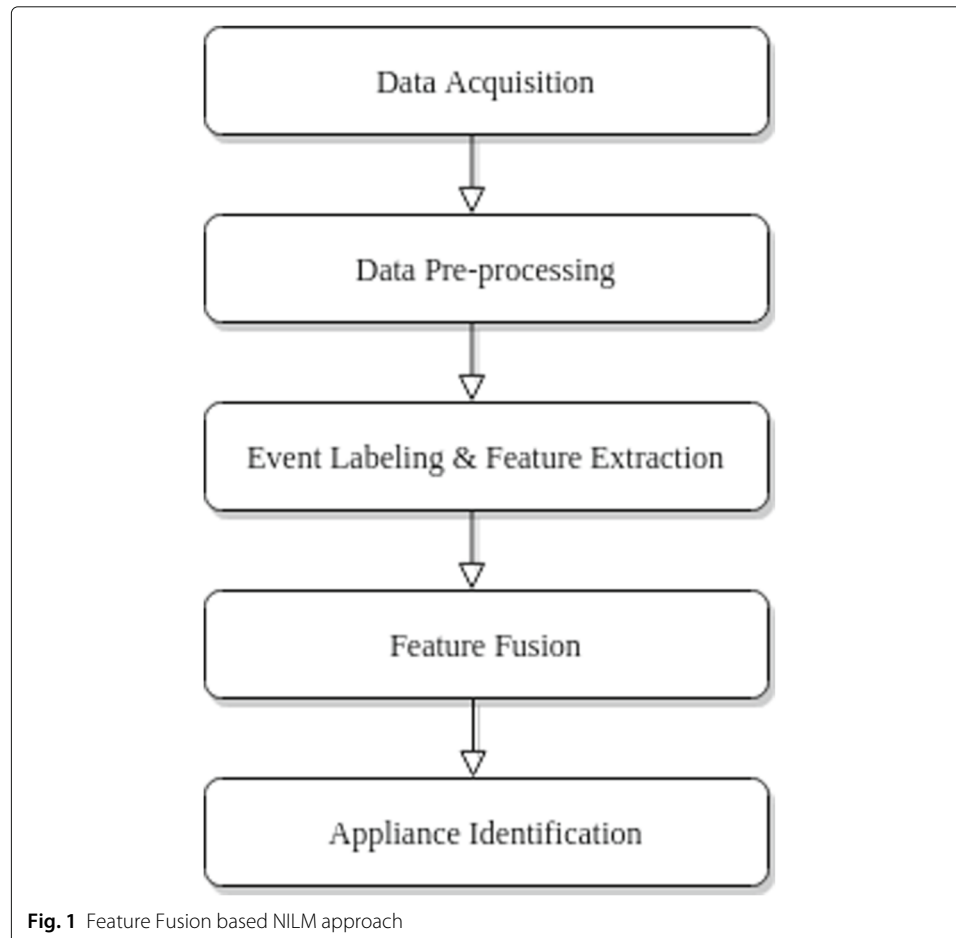 Data Acquisition
Data Pre-processing
Event Labeling & Feature Extraction
Feature Fusion
Appliance Identification
Fig. 1 Feature Fusion based NILM approach